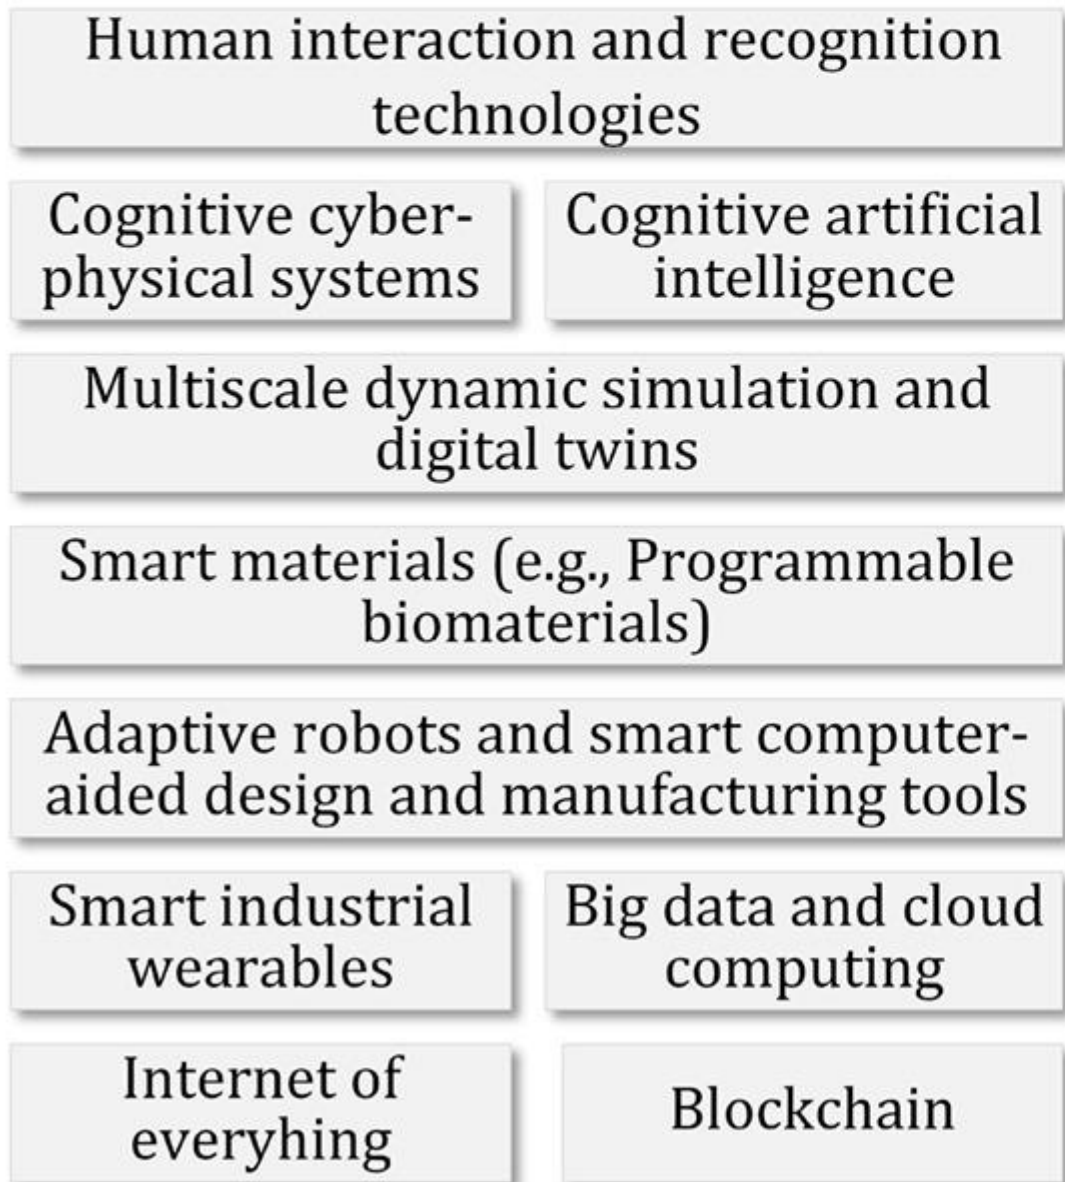 Human interaction and recognition
technologies
Cognitive cyber-
physical systems
Cognitive artificial
intelligence
Multiscale dynamic simulation and
digital twins
Smart materials (e.g., Programmable
biomaterials)
Adaptive robots and smart computer-
aided design and manufacturing tools
Smart industrial
wearables
Big data and cloud
computing
Internet of
everyhing
Blockchain